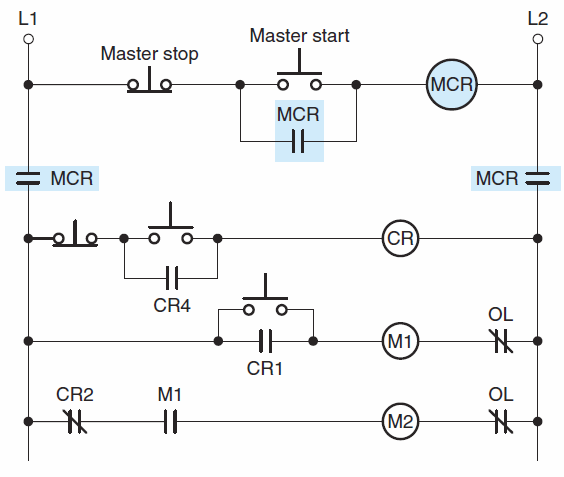 L1
L2
Master stop
Master start
MCR
MCR
MCR
MCR
CR
CR4
OL
M1
CR1
CR2
M1
OL
M2